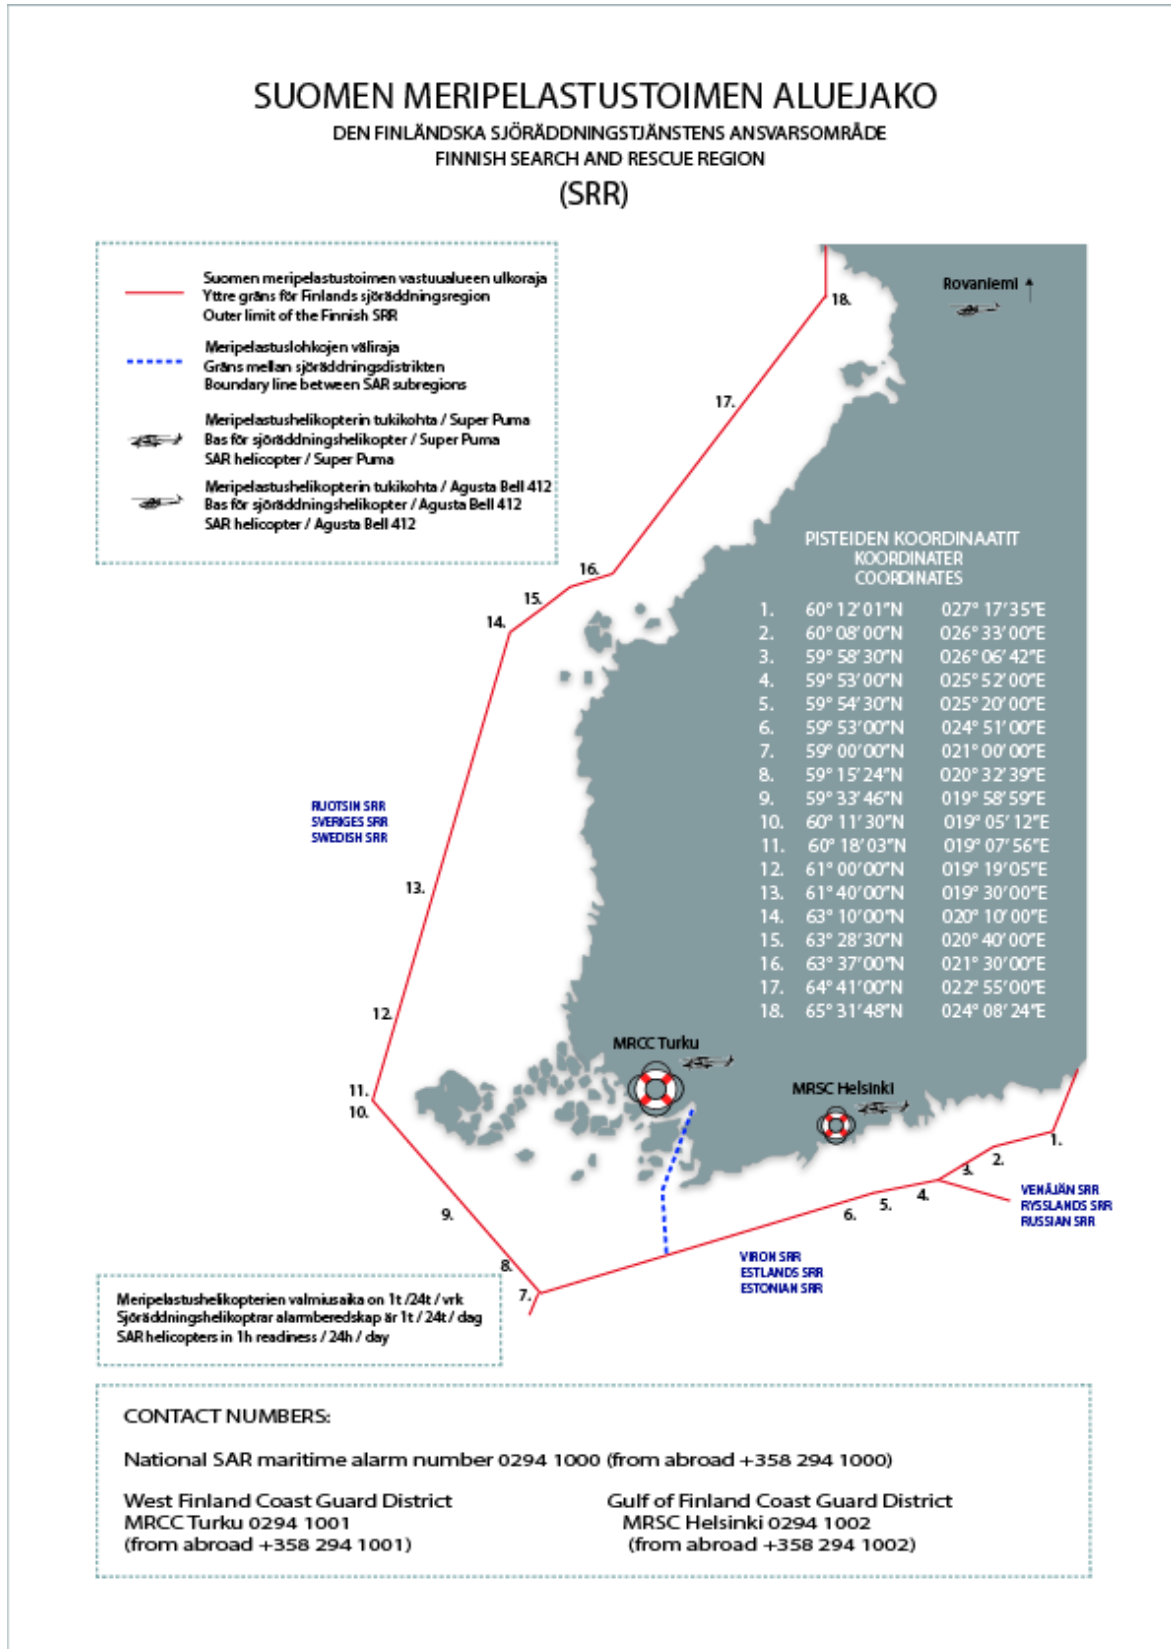 SUOMEN MERIPELASTUSTOIMEN ALUEJAKO
DEN FINLÄNDSKA SJÖRÄDDNINGSTJÄNSTENS ANSVARSOMRÅDE
FINNISH SEARCH AND RESCUE REGION
(SRR)
Suomen meripelastustoimen vastuualueen ulkoraja
Yttre gräns för Finlands sjöräddningsregion
Outer limit of the Finnish SRR
Meripelastuslohkojen väliraja
Gräns mellan sjöräddningsdistrikten
Boundary line between SAR subregions
Meripelastushelikopterin tukikohta / Super Puma
Bas för sjöräddningshelikopter / Super Puma
SAR helicopter / Super Puma
Meripelastushelikopterin tukikohta / Agusta Bell 412
Bas för sjöräddningshelikopter / Agusta Bell 412
SAR helicopter / Agusta Bell 412
Rovaniemi
18.
17.
16.
15.
14.
13.
12.
11.
10.
9.
8.
7.
6.
5.
4.
3.
2.
1.
PISTEIDEN KOORDINAATIT
KOORDINATER
COORDINATES
1. 60° 12' 01"N 027° 17' 35"E
2. 60° 08' 00"N 026° 33' 00"E
3. 59° 58' 30"N 026° 06' 42"E
4. 59° 53' 00"N 025° 52' 00"E
5. 59° 54' 30"N 025° 20' 00"E
6. 59° 53' 00"N 024° 51' 00"E
7. 59° 00' 00"N 021° 00' 00"E
8. 59° 15' 24"N 020° 32' 39"E
9. 59° 33' 46"N 019° 58' 59"E
10. 60° 11' 30"N 019° 05' 12"E
11. 60° 18' 03"N 019° 07' 56"E
12. 61° 00' 00"N 019° 19' 05"E
13. 61° 40' 00"N 019° 30' 00"E
14. 63° 10' 00"N 020° 10' 00"E
15. 63° 28' 30"N 020° 40' 00"E
16. 63° 37' 00"N 021° 30' 00"E
17. 64° 41' 00"N 022° 55' 00"E
18. 65° 31' 48"N 024° 08' 24"E
RUOTSIN SRR
SVERIGES SRR
SWEDISH SRR
MRCC Turku
MRSC Helsinki
VENÄJÄN SRR
RYSSLANDS SRR
RUSSIAN SRR
VIRON SRR
ESTLANDS SRR
ESTONIAN SRR
Meripelastushelikopterien valmiusaika on 1t /24t / vrk
Sjöräddningshelikoptrar alarmberedskap är 1t / 24t / dag
SAR helicopters in 1h readiness / 24h / day
CONTACT NUMBERS:
National SAR maritime alarm number 0294 1000 (from abroad +358 294 1000)
West Finland Coast Guard District
MRCC Turku 0294 1001
(from abroad +358 294 1001)
Gulf of Finland Coast Guard District
MRSC Helsinki 0294 1002
(from abroad +358 294 1002)